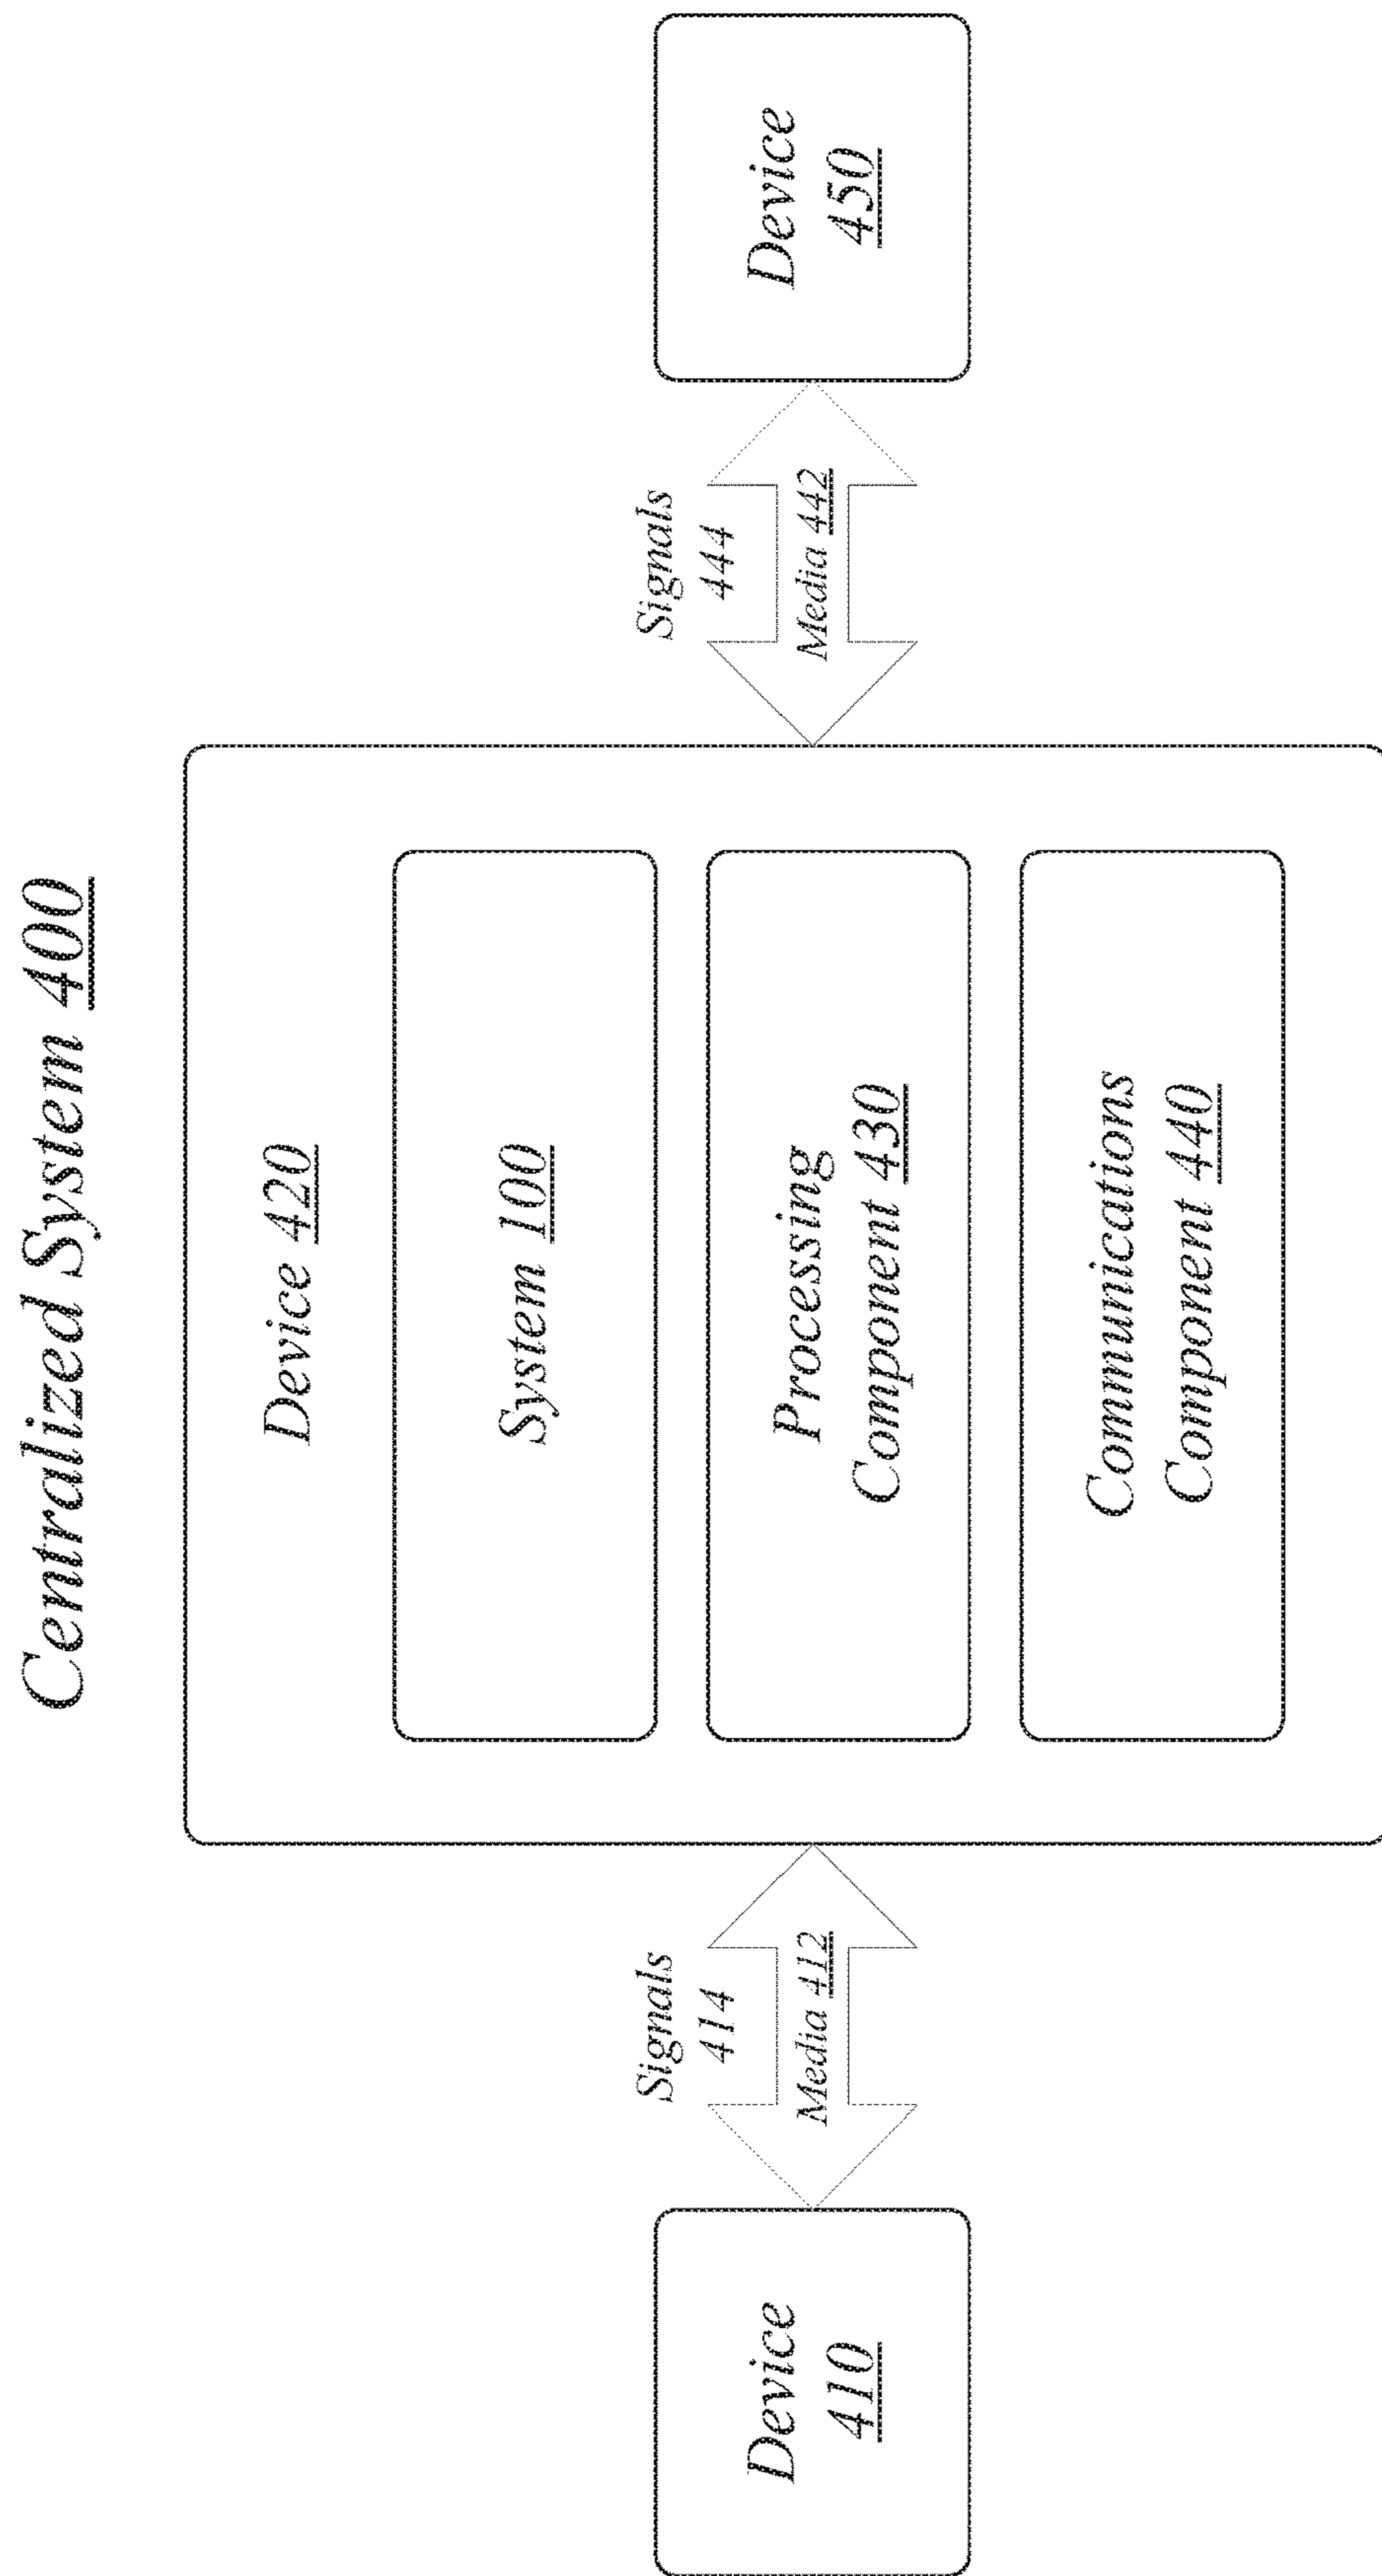 Centralized System 400
Device 420
System 100
Processing
Component 430
Communications
Component 440
Device
410
Signals
414
Media 412
Signals
444
Media 442
Device
450